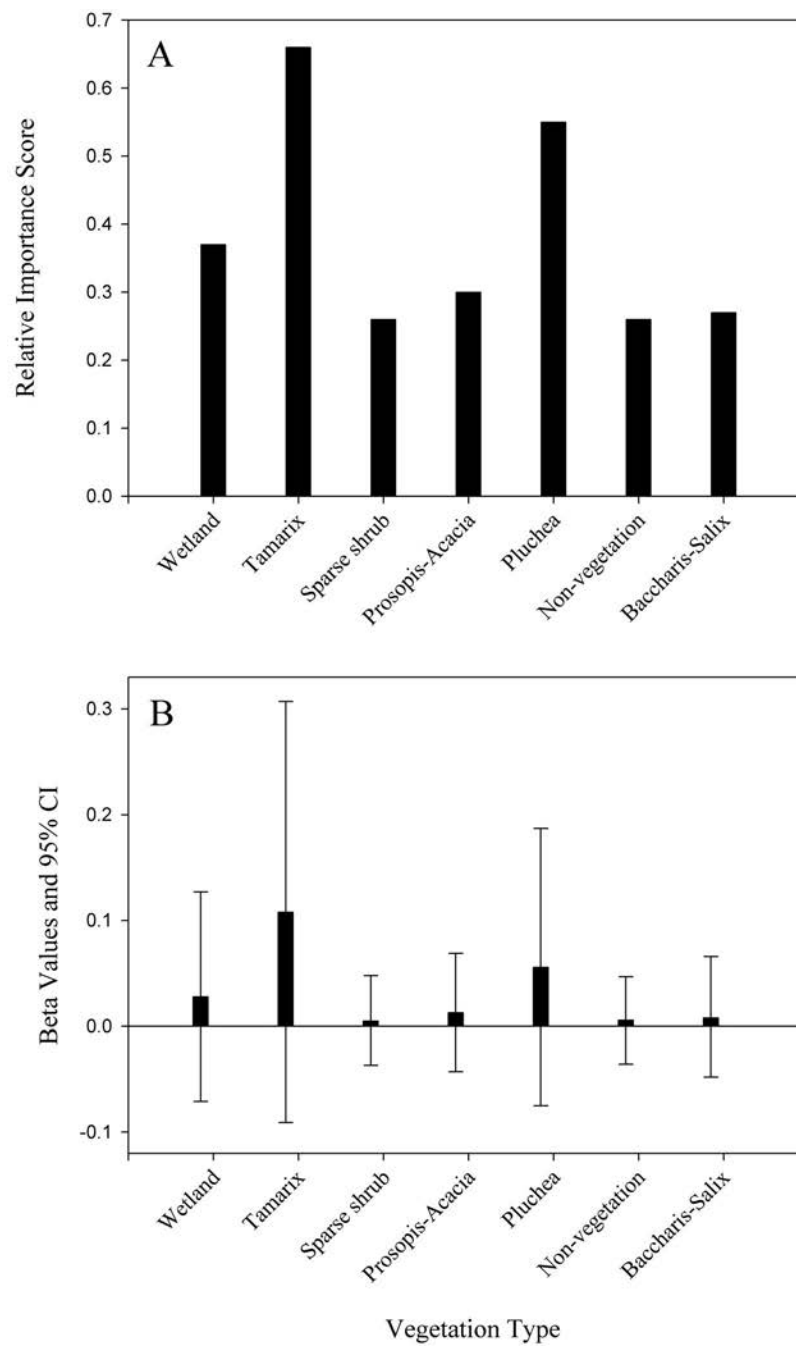 A
Relative Importance Score
0.7
0.6
0.5
0.4
0.3
0.2
0.1
0.0
Wetland
Tamarix
Sparse shrub
Prosopis-Acacia
Pluchea
Non-vegetation
Baccharis-Salix
B
Beta Values and 95% CI
0.3
0.2
0.1
0.0
-0.1
Wetland
Tamarix
Sparse shrub
Prosopis-Acacia
Pluchea
Non-vegetation
Baccharis-Salix
Vegetation Type